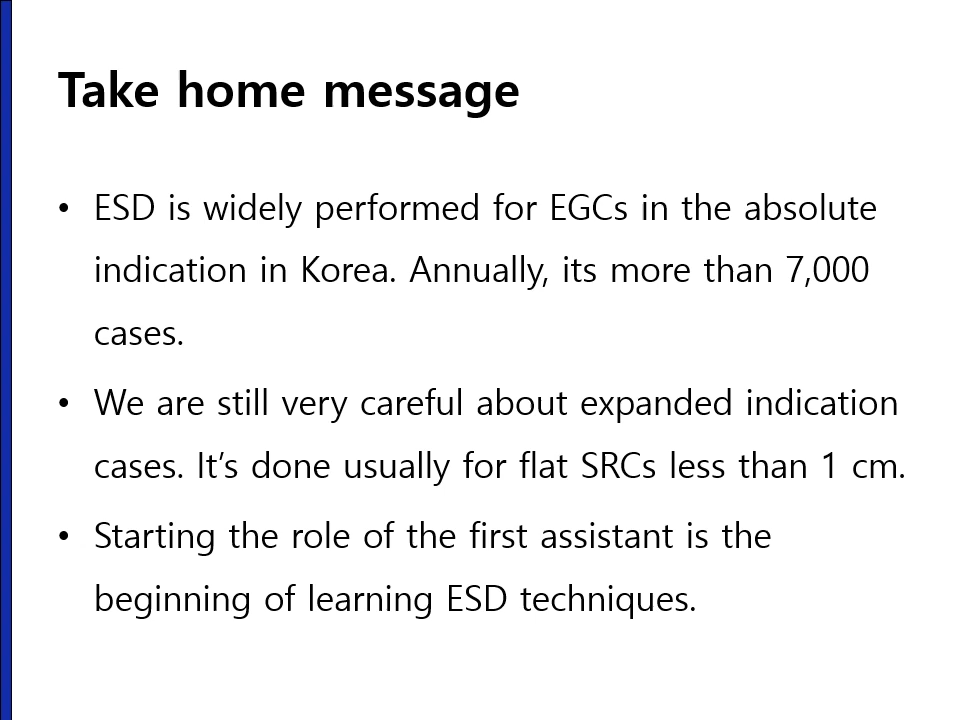 Take home message
• ESD is widely performed for EGCs in the absolute
indication in Korea. Annually, its more than 7,000
cases.
• We are still very careful about expanded indication
cases. It’s done usually for flat SRCs less than 1 cm.
• Starting the role of the first assistant is the
beginning of learning ESD techniques.